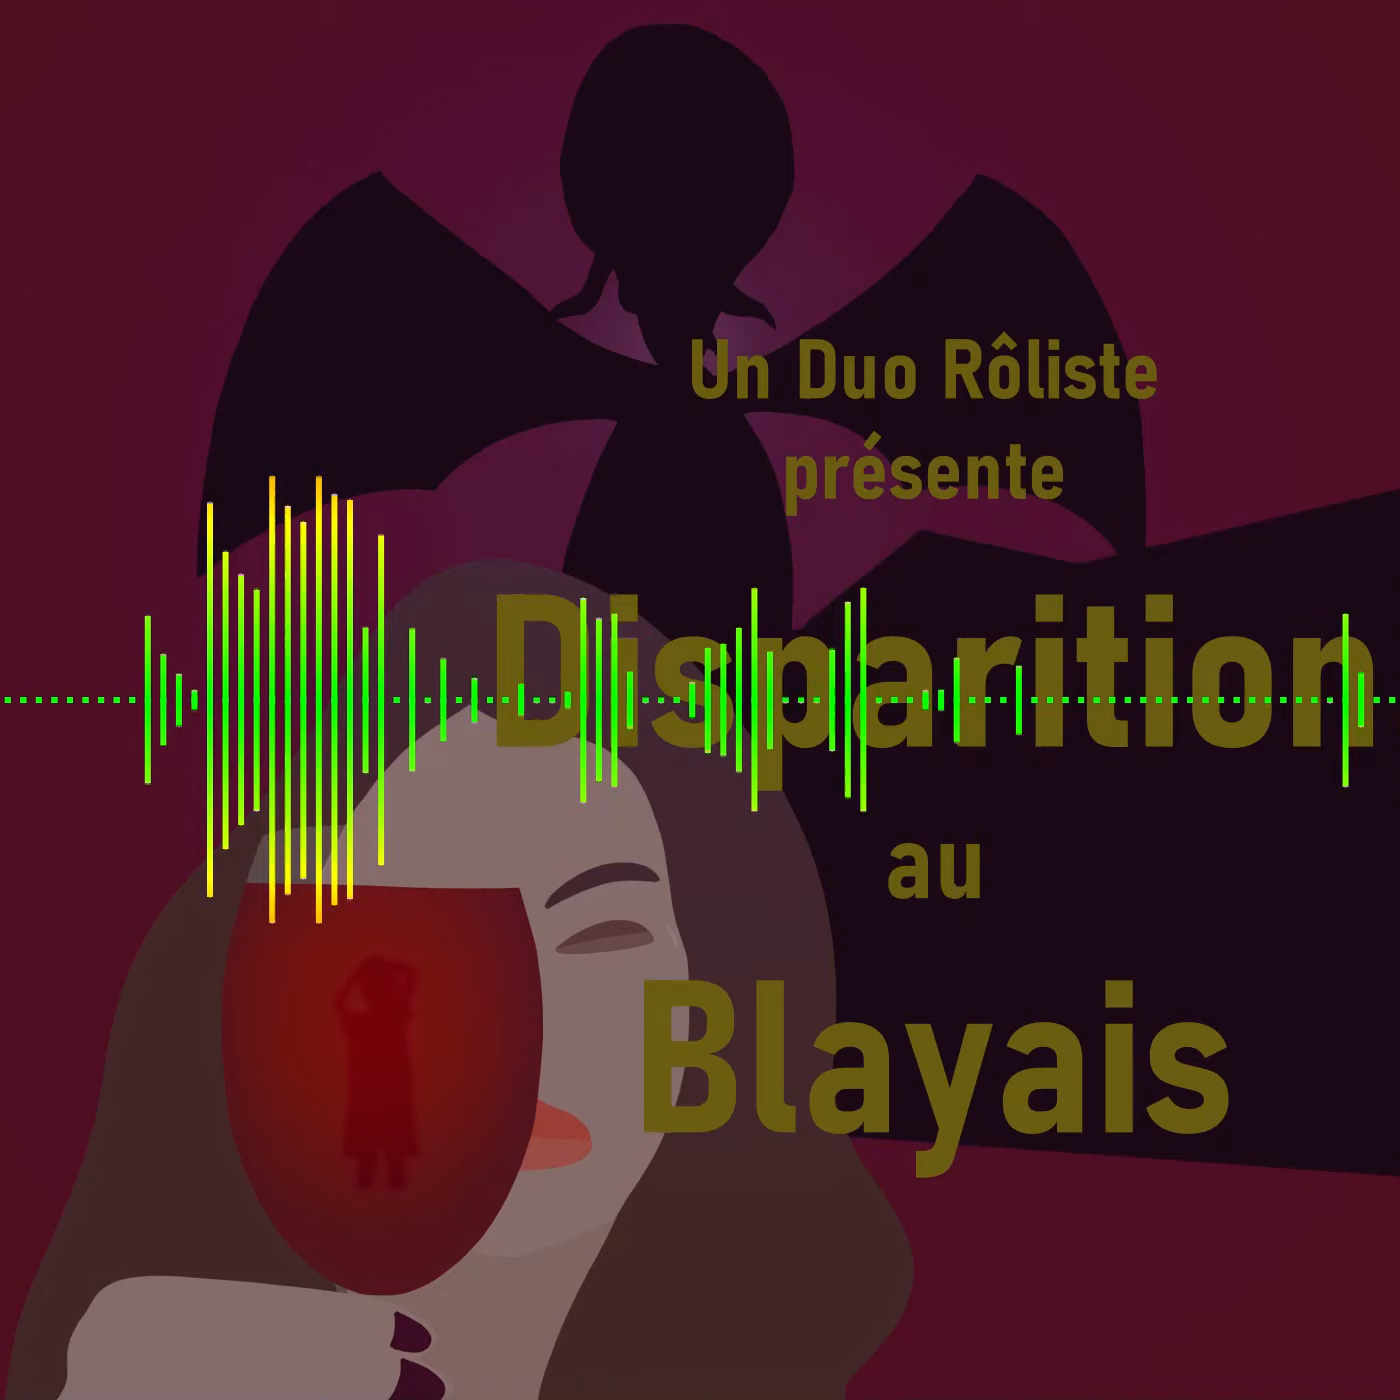 Un Duo Rôliste
présente
Disparition
au
Blayais